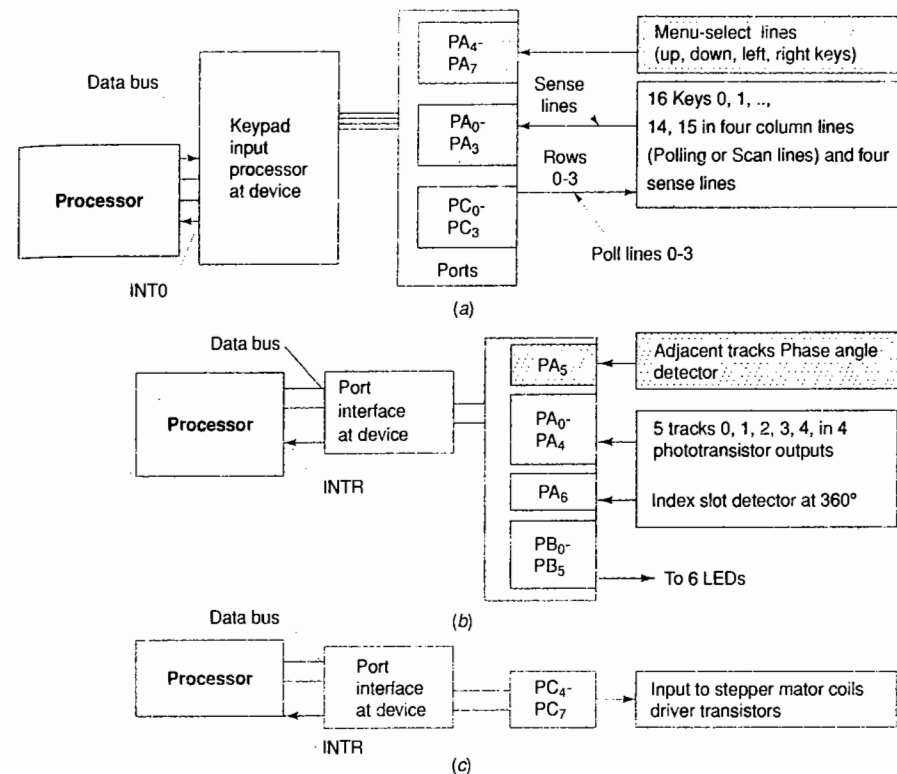 Data bus
Processor
INT0
Keypad
input
processor
at device
PA4-
PA7
PA0-
PA3
PC0-
PC3
Ports
Sense
lines
Rows
0-3
Poll lines 0-3
Menu-select lines
(up, down, left, right keys)
16 Keys 0, 1, ..,
14, 15 in four column lines
(Polling or Scan lines) and four
sense lines
(a)
Data bus
Processor
INTR
Port
interface
at device
PA5
PA0-
PA4
PA6
PB0-
PB5
Adjacent tracks Phase angle
detector
5 tracks 0, 1, 2, 3, 4, in 4
phototransistor outputs
Index slot detector at 360°
To 6 LEDs
(b)
Data bus
Processor
INTR
Port
interface
at device
PC4-
PC7
Input to stepper mator coils
driver transistors
(c)